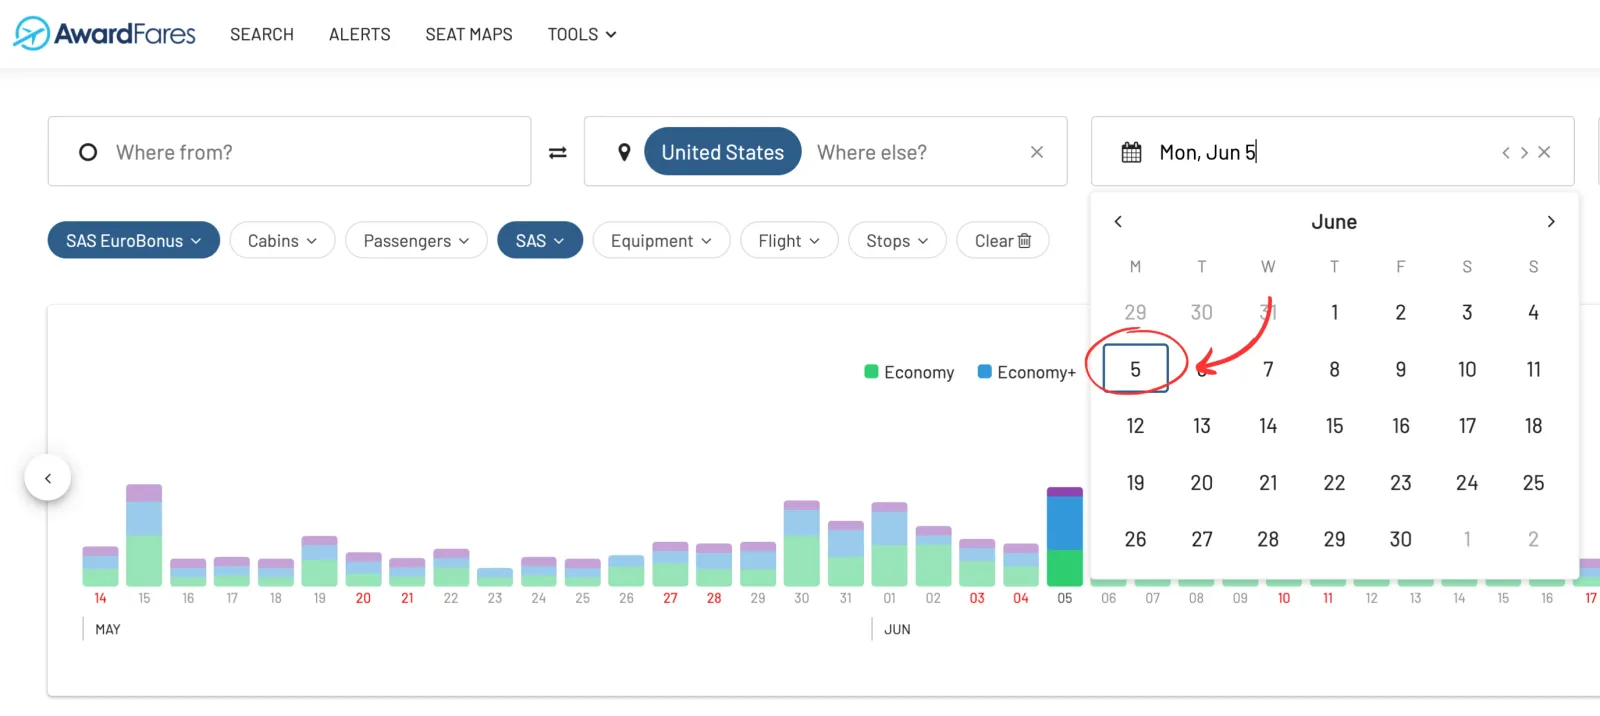 AwardFares SEARCH ALERTS SEAT MAPS TOOLS
Where from? United States Where else? Mon, Jun 5
SAS EuroBonus Cabins Passengers SAS Equipment Flight Stops Clear
June
M T W T F S S
29 30 31 1 2 3 4
5 6 7 8 9 10 11
12 13 14 15 16 17 18
19 20 21 22 23 24 25
26 27 28 29 30 1 2
Economy Economy+
14 15 16 17 18 19 20 21 22 23 24 25 26 27 28 29 30 31 01 02 03 04 05 06 07 08 09 10 11 12 13 14 15 16 17
MAY JUN